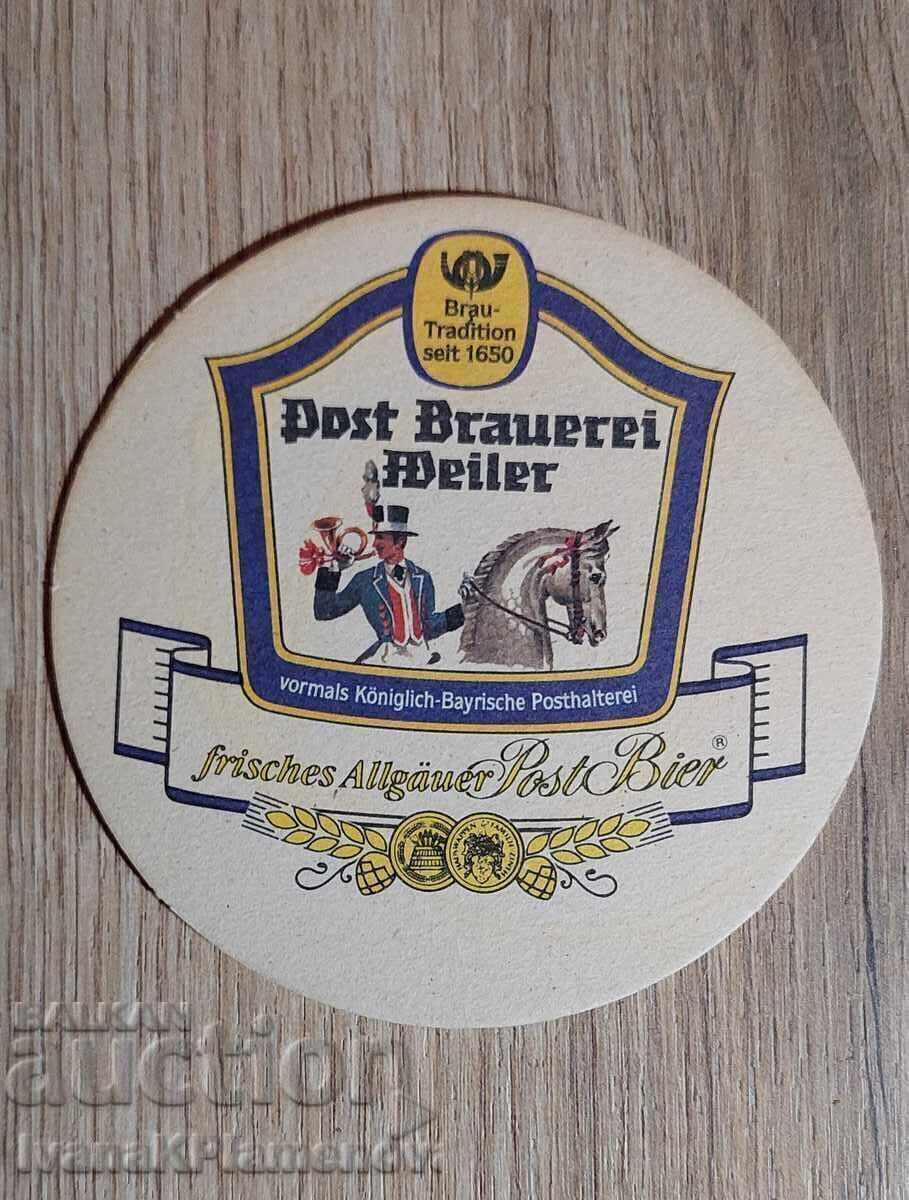 Brau-
Tradition
seit 1650
Post Brauerei
Weiler
vormals Königlich-Bayrische Posthalterei
frisches Allgäuer Post Bier ®
BALKAN
auction
IvanaKPlamenov